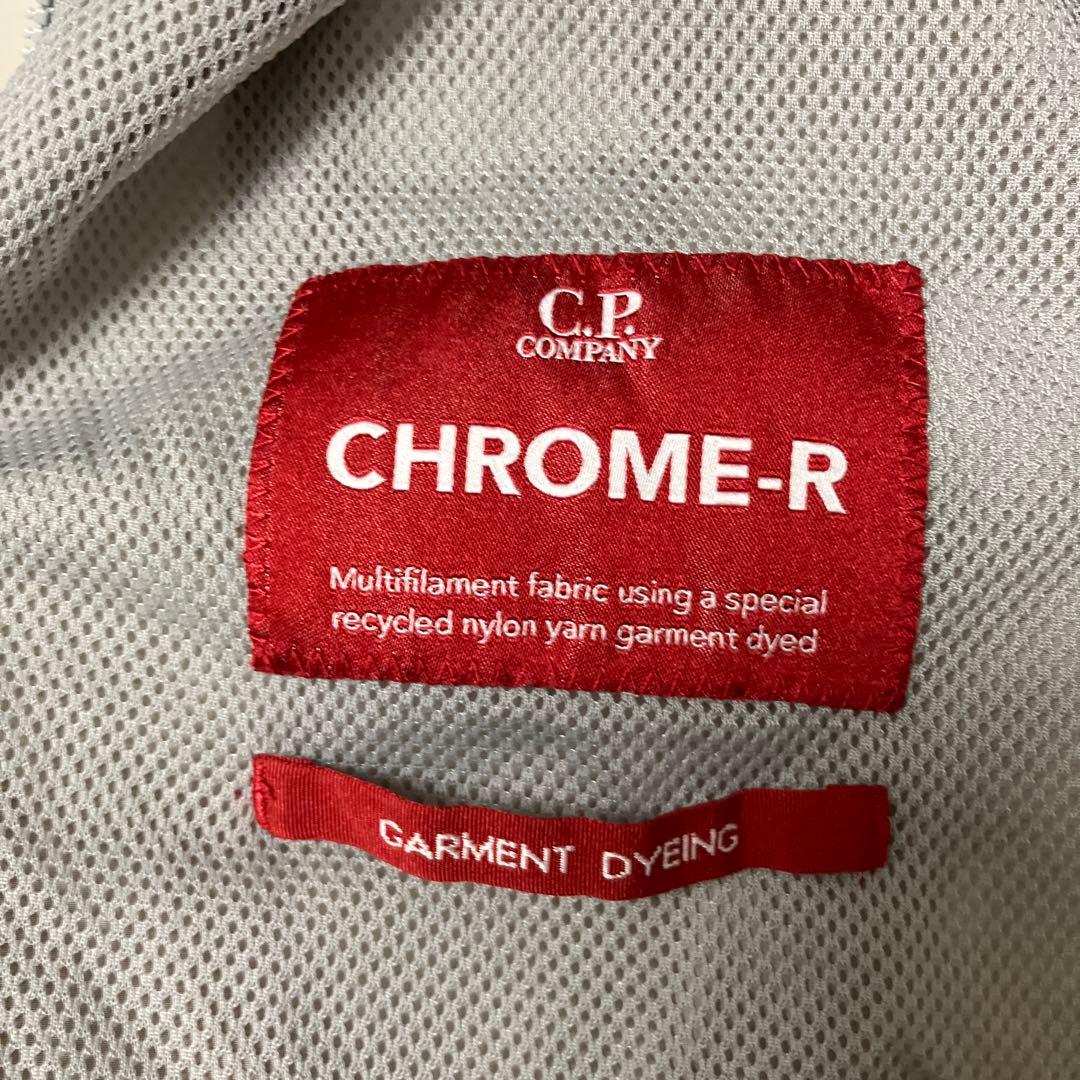 C.P.
COMPANY
CHROME-R
Multifilament fabric using a special
recycled nylon yarn garment dyed
GARMENT DYEING